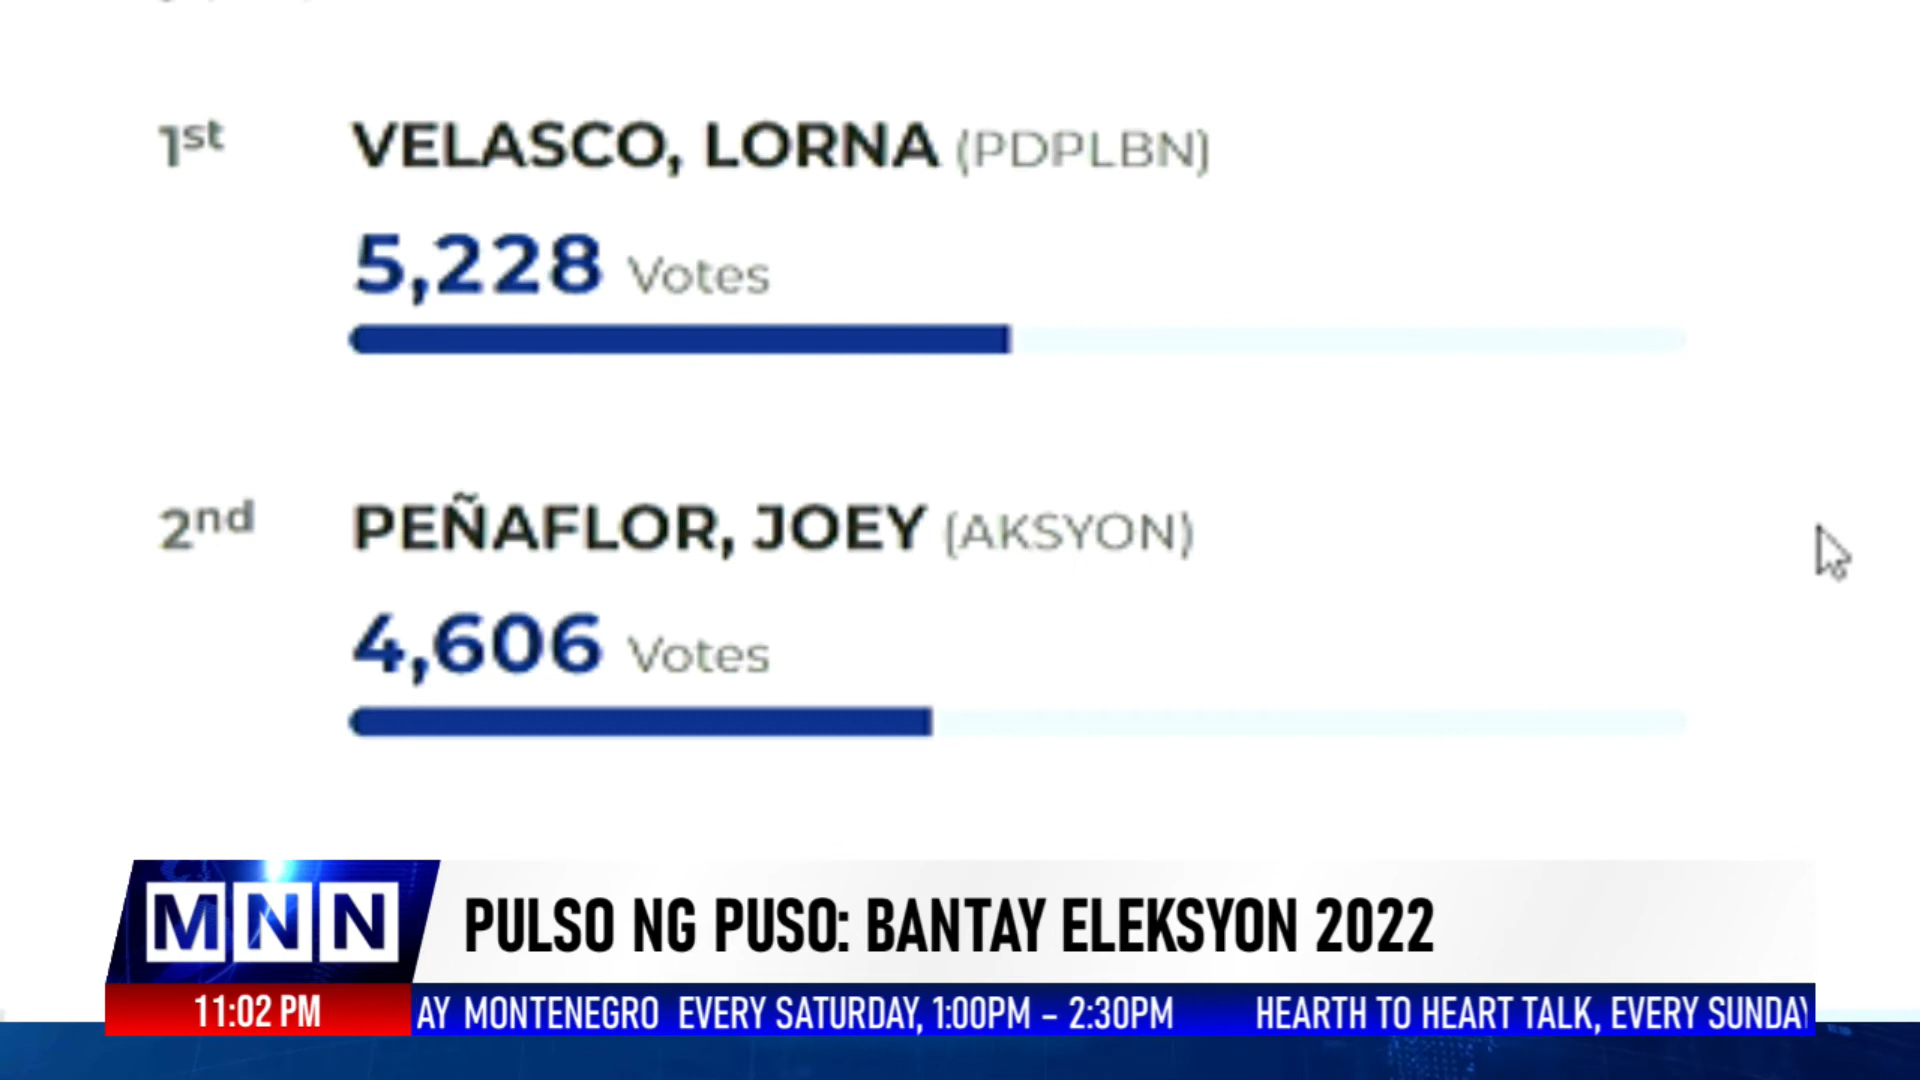 1st VELASCO, LORNA (PDPLBN)
5,228 Votes
2nd PEÑAFLOR, JOEY (AKSYON)
4,606 Votes
MNN PULSO NG PUSO: BANTAY ELEKSYON 2022
11:02 PM AY MONTENEGRO EVERY SATURDAY, 1:00PM – 2:30PM HEARTH TO HEART TALK, EVERY SUNDAY